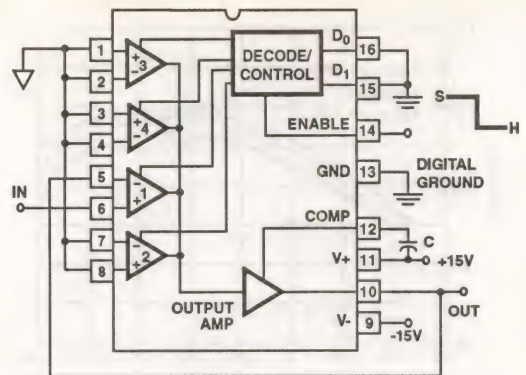 1
2
3
4
5
6
7
8
IN
+
−
3
+
−
4
−
+
1
−
+
2
DECODE/
CONTROL
OUTPUT
AMP
D0
16
D1
15
ENABLE
14
GND
13
DIGITAL
GROUND
COMP
12
C
V+
11
+15V
10
OUT
V-
9
-15V
S
H